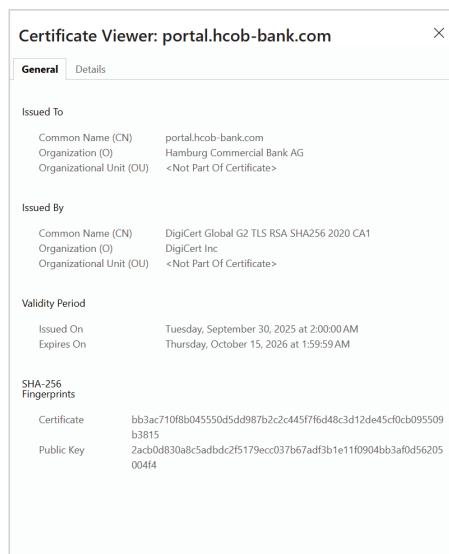 Certificate Viewer: portal.hcob-bank.com
General Details
Issued To
Common Name (CN) portal.hcob-bank.com
Organization (O) Hamburg Commercial Bank AG
Organizational Unit (OU) <Not Part Of Certificate>
Issued By
Common Name (CN) DigiCert Global G2 TLS RSA SHA256 2020 CA1
Organization (O) DigiCert Inc
Organizational Unit (OU) <Not Part Of Certificate>
Validity Period
Issued On Tuesday, September 30, 2025 at 2:00:00 AM
Expires On Thursday, October 15, 2026 at 1:59:59 AM
SHA-256
Fingerprints
Certificate bb3ac710f8b045550d5dd987b2c2c445f7f6d48c3d12de45cf0cb095509
b3815
Public Key 2acb0d830a8c5adbdc2f5179ecc037b67adf3b1e11f0904bb3af0d56205
004f4